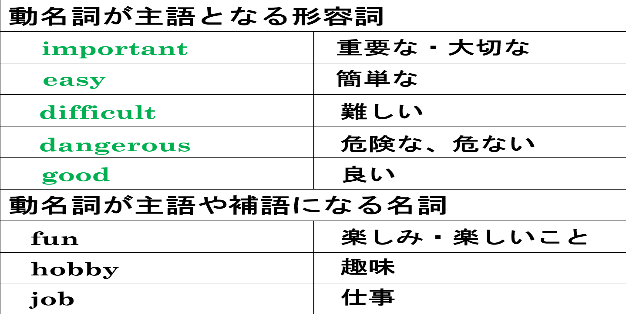 動名詞が主語となる形容詞
important 重要な・大切な
easy 簡単な
difficult 難しい
dangerous 危険な、危ない
good 良い
動名詞が主語や補語になる名詞
fun 楽しみ・楽しいこと
hobby 趣味
job 仕事